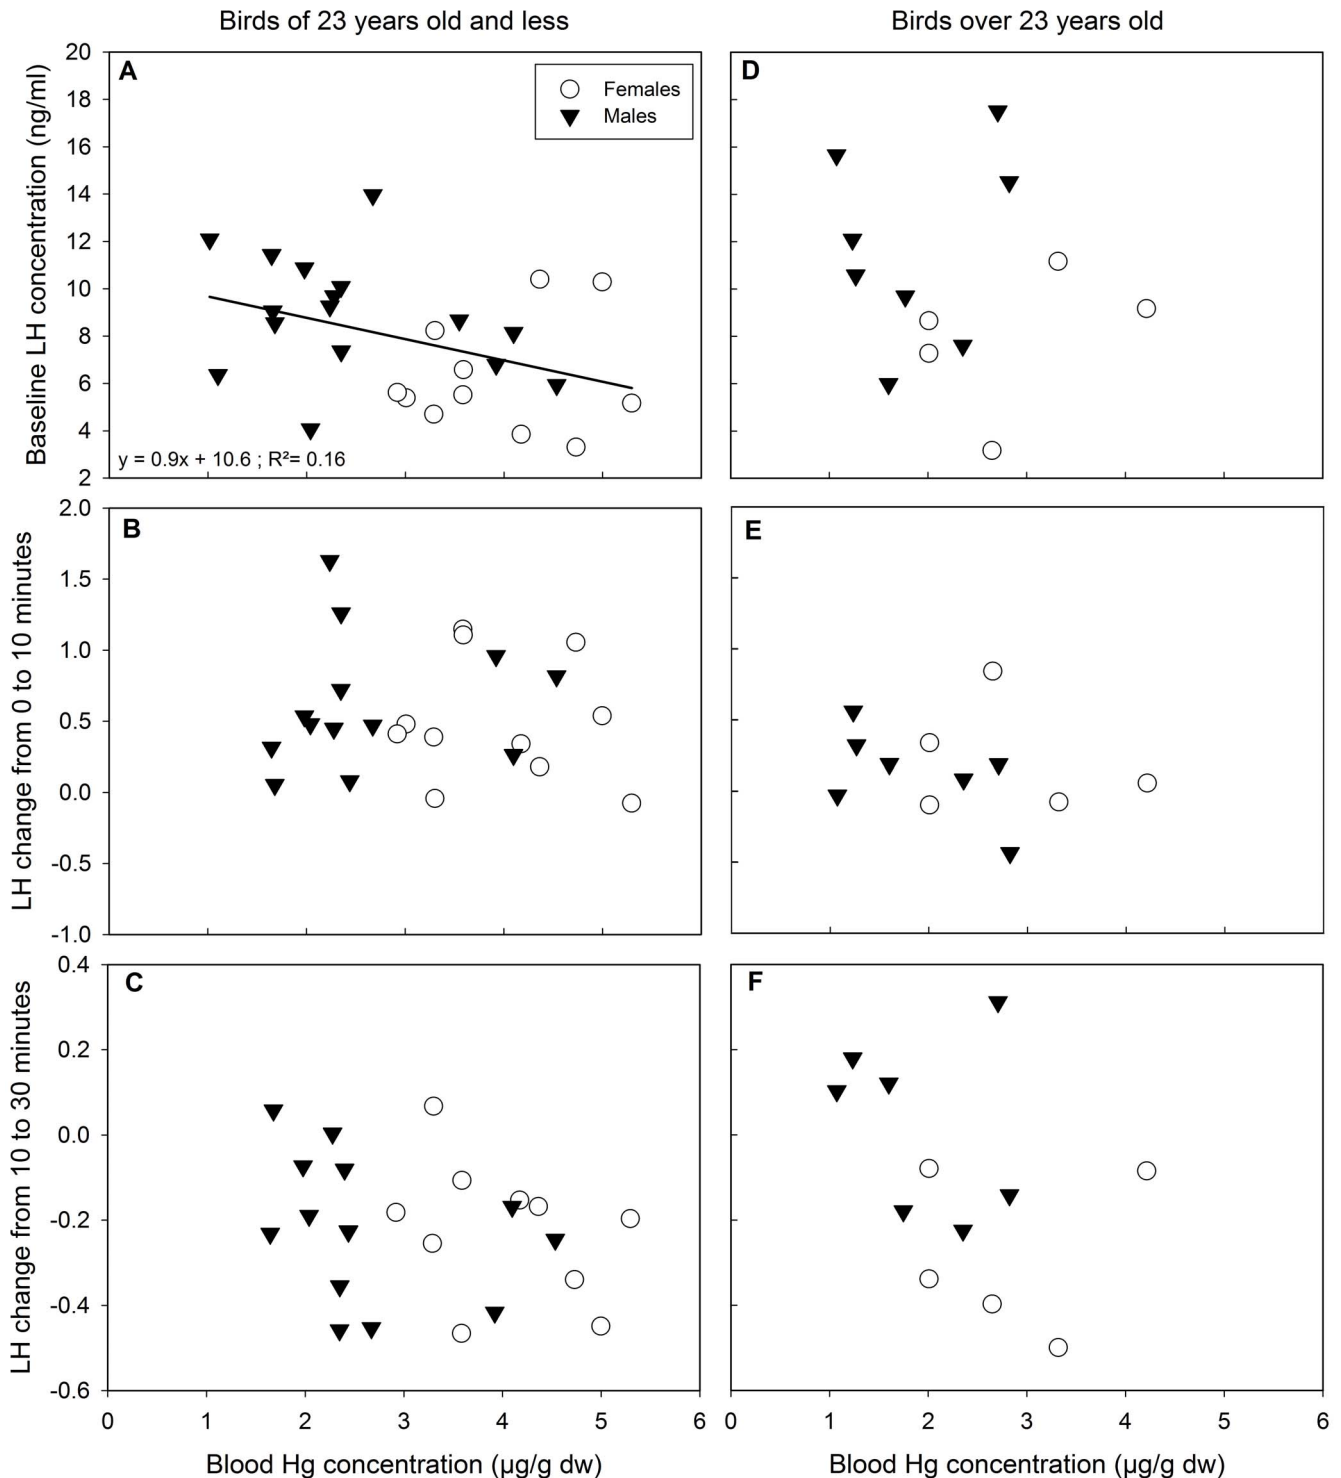 Birds of 23 years old and less
Birds over 23 years old
Baseline LH concentration (ng/ml)
20
18
16
14
12
10
8
6
4
2
A
Females
Males
y = 0.9x + 10.6 ; R²= 0.16
D
LH change from 0 to 10 minutes
2.0
1.5
1.0
0.5
0.0
-0.5
-1.0
B
E
LH change from 10 to 30 minutes
0.4
0.2
0.0
-0.2
-0.4
-0.6
C
F
0 1 2 3 4 5 6
0 1 2 3 4 5 6
Blood Hg concentration (µg/g dw)
Blood Hg concentration (µg/g dw)